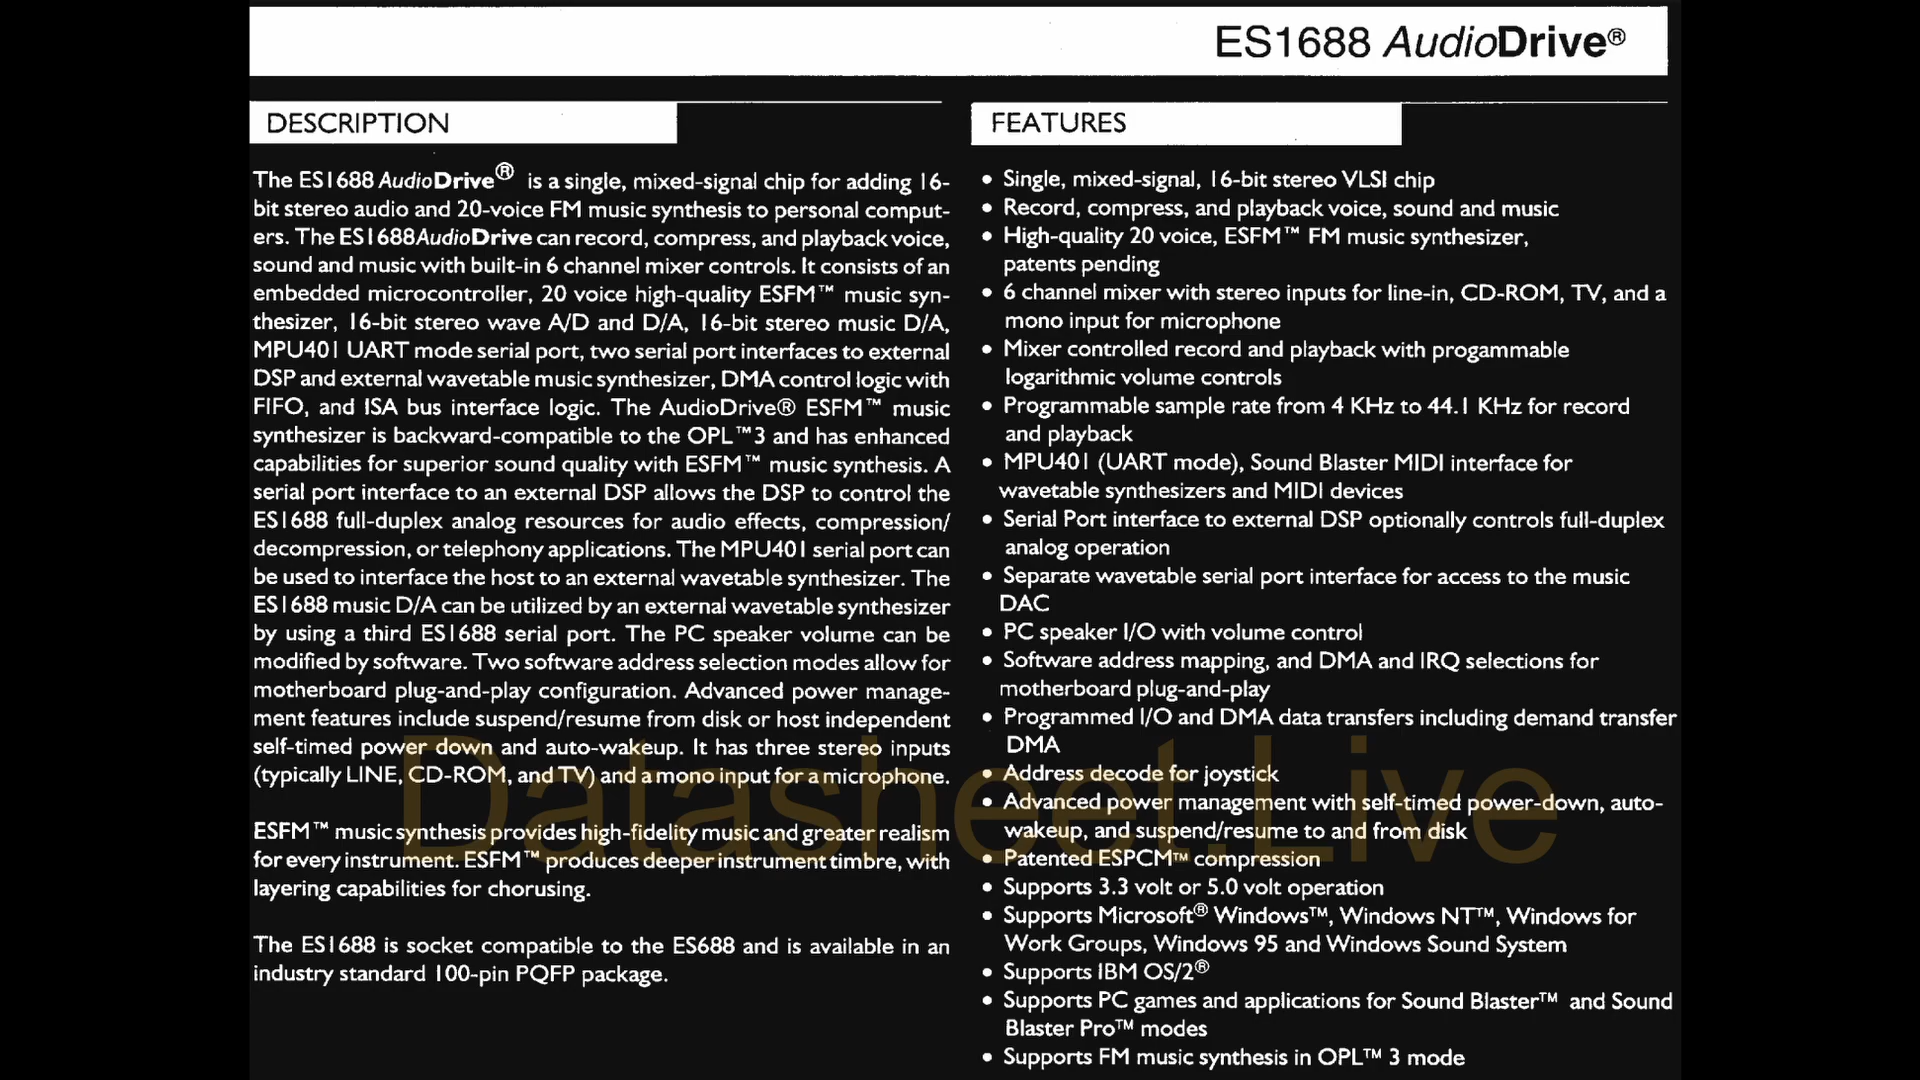 ES1688 AudioDrive®
DESCRIPTION
The ES1688 AudioDrive® is a single, mixed-signal chip for adding 16-
bit stereo audio and 20-voice FM music synthesis to personal comput-
ers. The ES1688AudioDrive can record, compress, and playback voice,
sound and music with built-in 6 channel mixer controls. It consists of an
embedded microcontroller, 20 voice high-quality ESFM™ music syn-
thesizer, 16-bit stereo wave A/D and D/A, 16-bit stereo music D/A,
MPU401 UART mode serial port, two serial port interfaces to external
DSP and external wavetable music synthesizer, DMA control logic with
FIFO, and ISA bus interface logic. The AudioDrive® ESFM™ music
synthesizer is backward-compatible to the OPL™3 and has enhanced
capabilities for superior sound quality with ESFM™ music synthesis. A
serial port interface to an external DSP allows the DSP to control the
ES1688 full-duplex analog resources for audio effects, compression/
decompression, or telephony applications. The MPU401 serial port can
be used to interface the host to an external wavetable synthesizer. The
ES1688 music D/A can be utilized by an external wavetable synthesizer
by using a third ES1688 serial port. The PC speaker volume can be
modified by software. Two software address selection modes allow for
motherboard plug-and-play configuration. Advanced power manage-
ment features include suspend/resume from disk or host independent
self-timed power down and auto-wakeup. It has three stereo inputs
(typically LINE, CD-ROM, and TV) and a mono input for a microphone.
ESFM™ music synthesis provides high-fidelity music and greater realism
for every instrument. ESFM™ produces deeper instrument timbre, with
layering capabilities for chorusing.
The ES1688 is socket compatible to the ES688 and is available in an
industry standard 100-pin PQFP package.
FEATURES
• Single, mixed-signal, 16-bit stereo VLSI chip
• Record, compress, and playback voice, sound and music
• High-quality 20 voice, ESFM™ FM music synthesizer,
patents pending
• 6 channel mixer with stereo inputs for line-in, CD-ROM, TV, and a
mono input for microphone
• Mixer controlled record and playback with progammable
logarithmic volume controls
• Programmable sample rate from 4 KHz to 44.1 KHz for record
and playback
• MPU401 (UART mode), Sound Blaster MIDI interface for
wavetable synthesizers and MIDI devices
• Serial Port interface to external DSP optionally controls full-duplex
analog operation
• Separate wavetable serial port interface for access to the music
DAC
• PC speaker I/O with volume control
• Software address mapping, and DMA and IRQ selections for
motherboard plug-and-play
• Programmed I/O and DMA data transfers including demand transfer
DMA
• Address decode for joystick
• Advanced power management with self-timed power-down, auto-
wakeup, and suspend/resume to and from disk
• Patented ESPCM™ compression
• Supports 3.3 volt or 5.0 volt operation
• Supports Microsoft® Windows™, Windows NT™, Windows for
Work Groups, Windows 95 and Windows Sound System
• Supports IBM OS/2®
• Supports PC games and applications for Sound Blaster™ and Sound
Blaster Pro™ modes
• Supports FM music synthesis in OPL™ 3 mode
Datasheet.Live